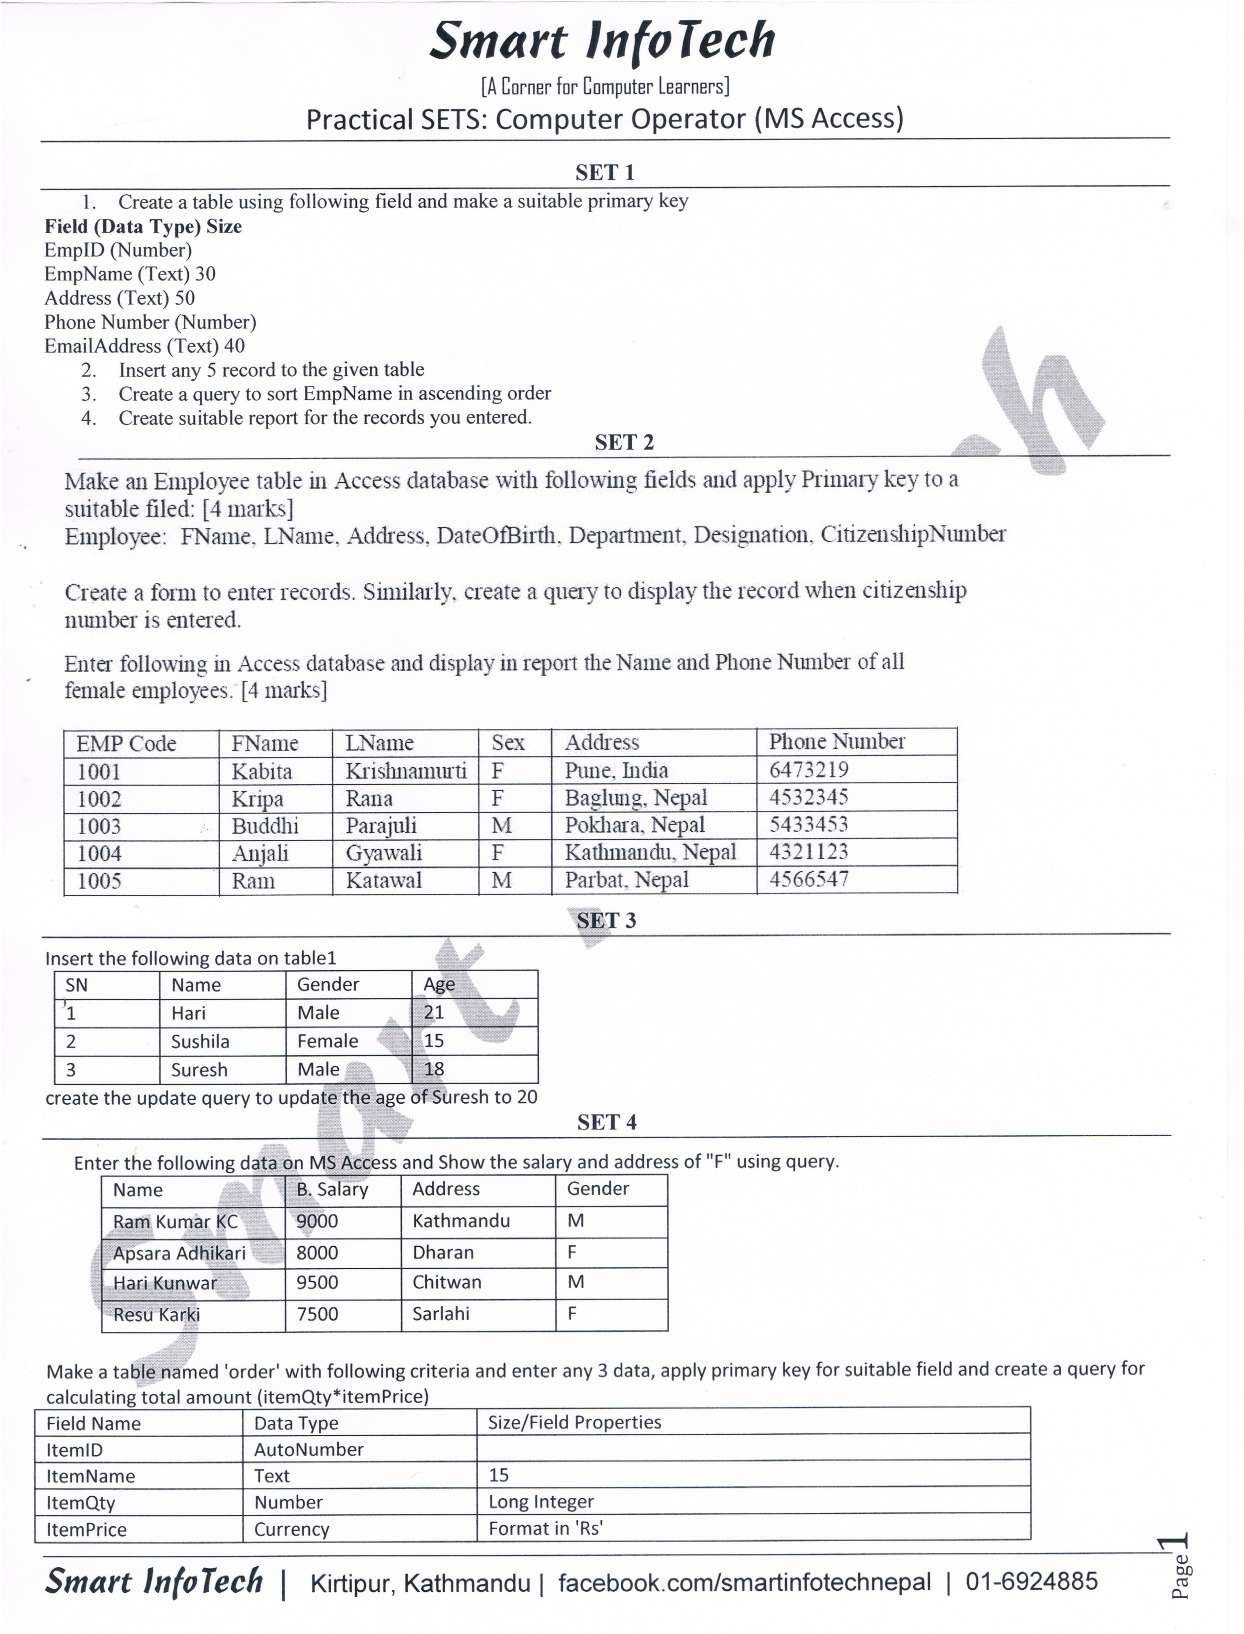 Smart InfoTech
[A Corner for Computer Learners]
Practical SETS: Computer Operator (MS Access)
SET 1
1. Create a table using following field and make a suitable primary key
Field (Data Type) Size
EmpID (Number)
EmpName (Text) 30
Address (Text) 50
Phone Number (Number)
EmailAddress (Text) 40
2. Insert any 5 record to the given table
3. Create a query to sort EmpName in ascending order
4. Create suitable report for the records you entered.
SET 2
Make an Employee table in Access database with following fields and apply Primary key to a
suitable filed: [4 marks]
Employee: FName, LName, Address, DateOfBirth, Department, Designation, CitizenshipNumber
Create a form to enter records. Similarly, create a query to display the record when citizenship
number is entered.
Enter following in Access database and display in report the Name and Phone Number of all
female employees. [4 marks]
EMP Code FName LName Sex Address Phone Number
1001 Kabita Krishnamurti F Pune, India 6473219
1002 Kripa Rana F Baglung, Nepal 4532345
1003 Buddhi Parajuli M Pokhara, Nepal 5433453
1004 Anjali Gyawali F Kathmandu, Nepal 4321123
1005 Ram Katawal M Parbat, Nepal 4566547
SET 3
Insert the following data on table1
SN Name Gender Age
1 Hari Male 21
2 Sushila Female 15
3 Suresh Male 18
create the update query to update the age of Suresh to 20
SET 4
Enter the following data on MS Access and Show the salary and address of "F" using query.
Name B. Salary Address Gender
Ram Kumar KC 9000 Kathmandu M
Apsara Adhikari 8000 Dharan F
Hari Kunwar 9500 Chitwan M
Resu Karki 7500 Sarlahi F
Make a table named 'order' with following criteria and enter any 3 data, apply primary key for suitable field and create a query for
calculating total amount (itemQty*itemPrice)
Field Name Data Type Size/Field Properties
ItemID AutoNumber
ItemName Text 15
ItemQty Number Long Integer
ItemPrice Currency Format in 'Rs'
Smart InfoTech | Kirtipur, Kathmandu | facebook.com/smartinfotechnepal | 01-6924885
Page 1